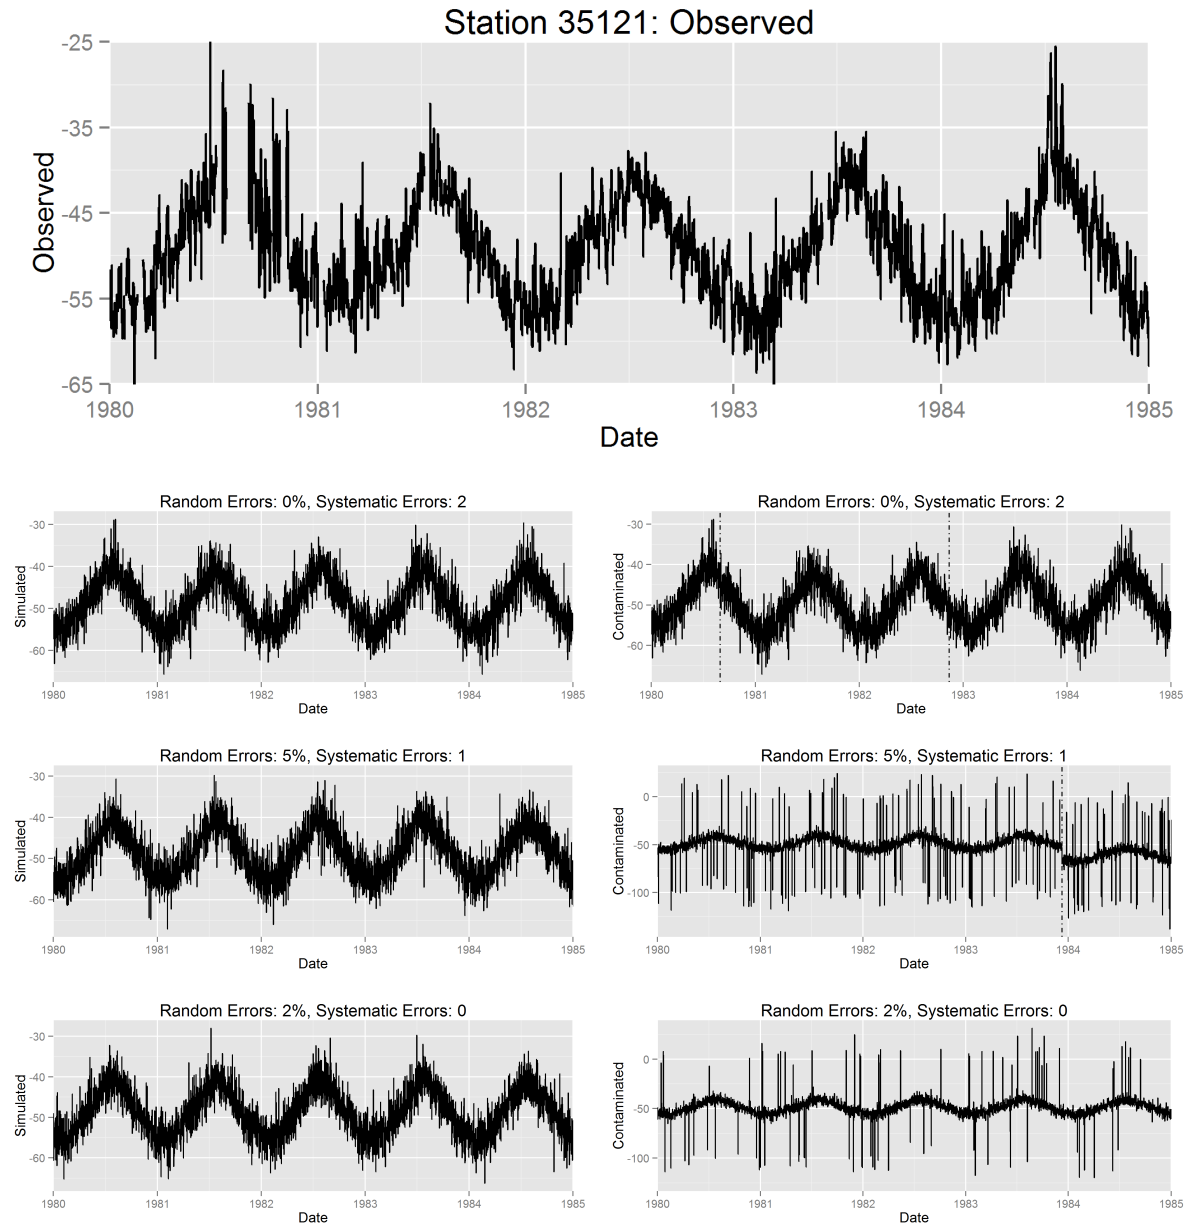 Station 35121: Observed
-25
-35
-45
-55
-65
Observed
1980 1981 1982 1983 1984 1985
Date
Random Errors: 0%, Systematic Errors: 2
-30
-40
-50
-60
Simulated
1980 1981 1982 1983 1984 1985
Date
Random Errors: 0%, Systematic Errors: 2
-30
-40
-50
-60
Contaminated
1980 1981 1982 1983 1984 1985
Date
Random Errors: 5%, Systematic Errors: 1
-30
-40
-50
-60
Simulated
1980 1981 1982 1983 1984 1985
Date
Random Errors: 5%, Systematic Errors: 1
0
-50
-100
Contaminated
1980 1981 1982 1983 1984 1985
Date
Random Errors: 2%, Systematic Errors: 0
-30
-40
-50
-60
Simulated
1980 1981 1982 1983 1984 1985
Date
Random Errors: 2%, Systematic Errors: 0
0
-50
-100
Contaminated
1980 1981 1982 1983 1984 1985
Date